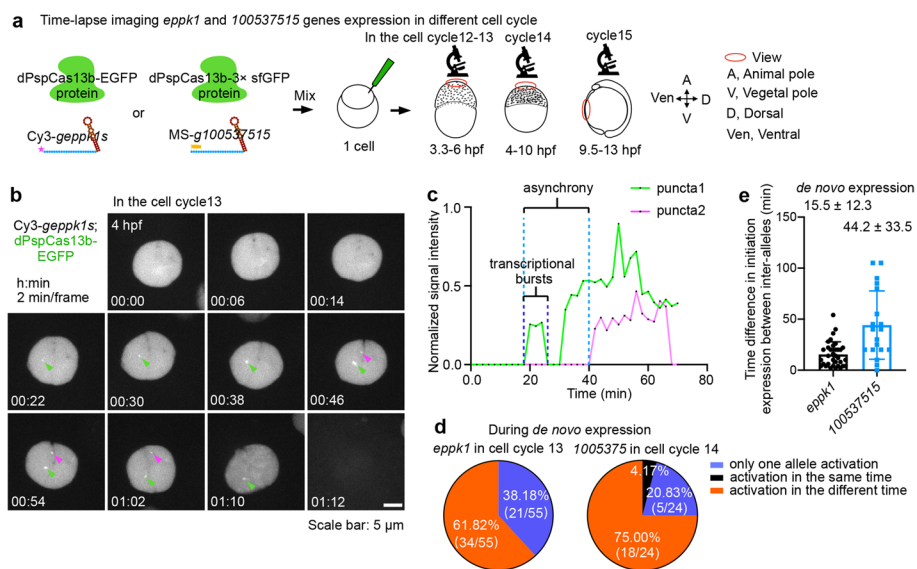 a Time-lapse imaging eppk1 and 100537515 genes expression in different cell cycle
dPspCas13b-EGFP
protein
or
dPspCas13b-3× sfGFP
protein
Cy3-geppk1s
MS-g100537515
Mix
1 cell
In the cell cycle12-13
cycle14
cycle15
3.3-6 hpf
4-10 hpf
9.5-13 hpf
A
Ven
D
V
View
A, Animal pole
V, Vegetal pole
D, Dorsal
Ven, Ventral
b
In the cell cycle13
Cy3-geppk1s;
dPspCas13b-
EGFP
h:min
2 min/frame
4 hpf
00:00
00:06
00:14
00:22
00:30
00:38
00:46
00:54
01:02
01:10
01:12
Scale bar: 5 μm
c
asynchrony
puncta1
puncta2
transcriptional
bursts
Normalized signal intensity
1.0
0.5
0.0
0.0
20
40
60
80
Time (min)
d
During de novo expression
eppk1 in cell cycle 13
1005375 in cell cycle 14
38.18%
(21/55)
61.82%
(34/55)
4.17%
20.83%
(5/24)
75.00%
(18/24)
only one allele activation
activation in the same time
activation in the different time
e
de novo expression
15.5 ± 12.3
44.2 ± 33.5
Time difference in initiation
expression between inter-alleles (min)
150
100
50
0
eppk1
100537515